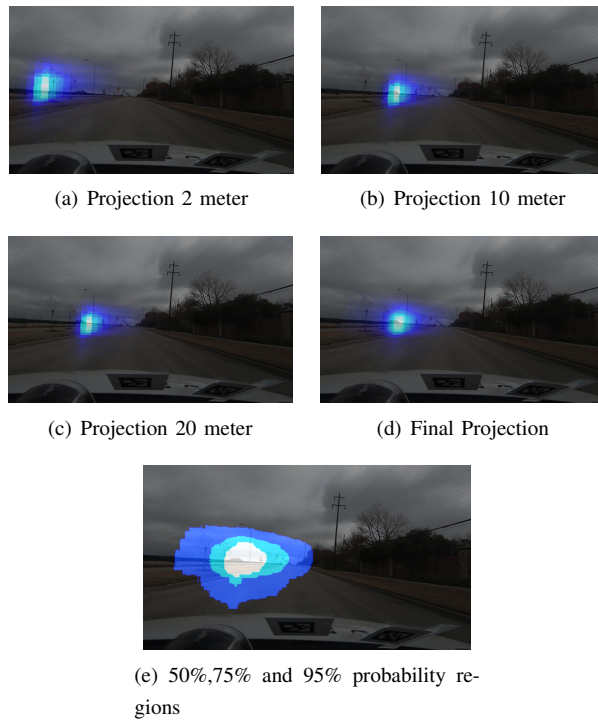 (a) Projection 2 meter
(b) Projection 10 meter
(c) Projection 20 meter
(d) Final Projection
(e) 50%,75% and 95% probability re-
gions